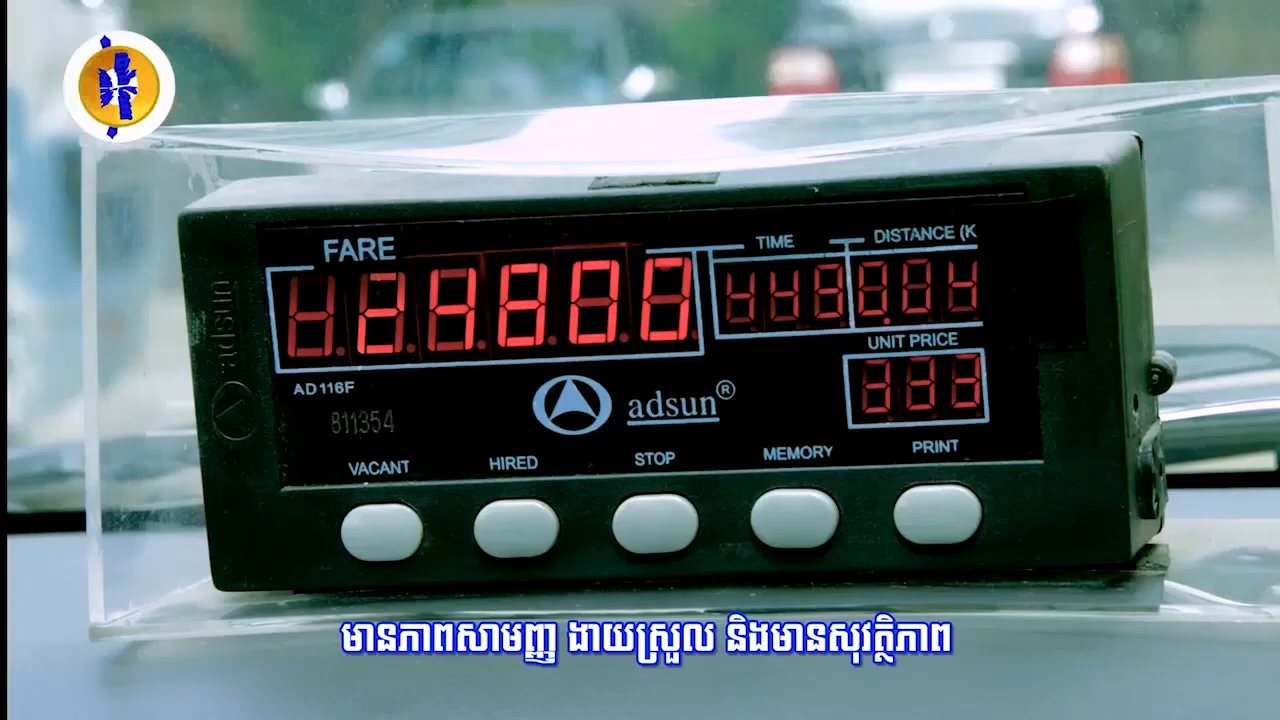 FARE
TIME
DISTANCE (K
UNIT PRICE
AD116F
811354
adsun®
adsun
VACANT
HIRED
STOP
MEMORY
PRINT
មានភាពសាមញ្ញ ងាយស្រួល និងមានសុវត្ថិភាព